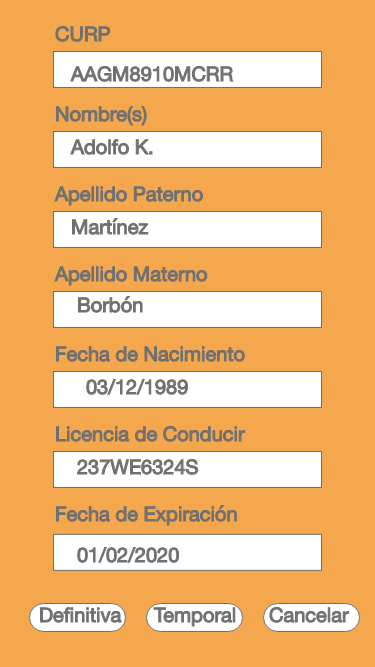 CURP
AAGM8910MCRR
Nombre(s)
Adolfo K.
Apellido Paterno
Martínez
Apellido Materno
Borbón
Fecha de Nacimiento
03/12/1989
Licencia de Conducir
237WE6324S
Fecha de Expiración
01/02/2020
Definitiva Temporal Cancelar